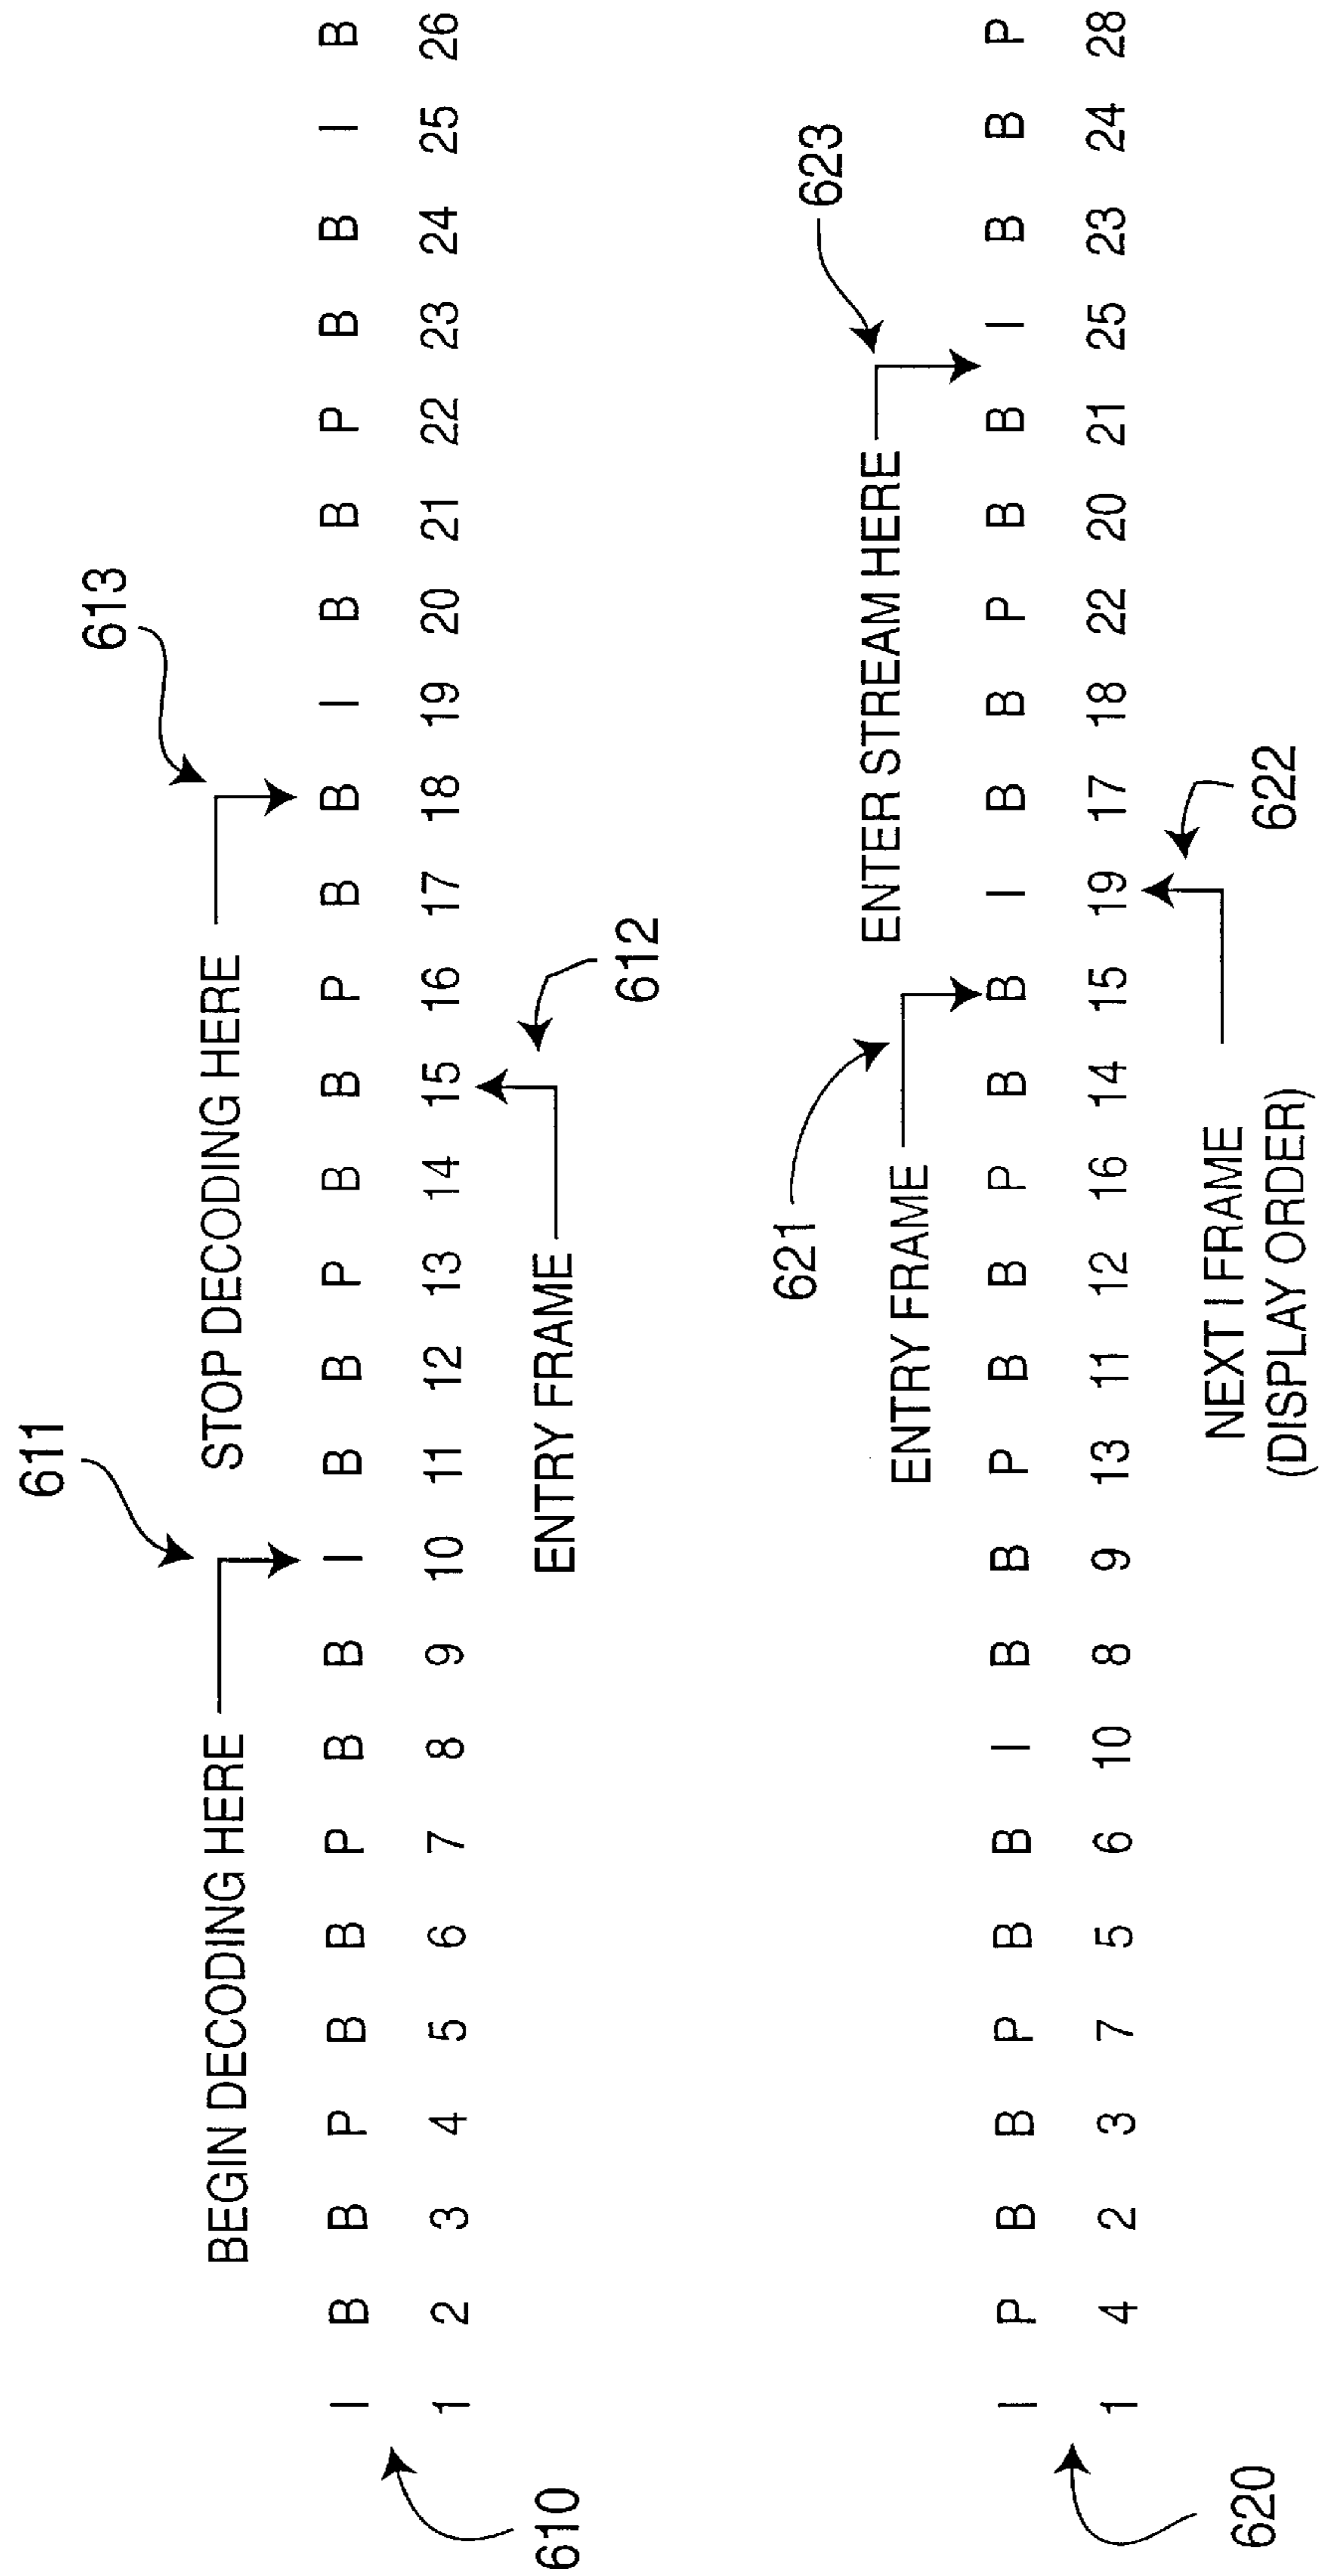 611
613
BEGIN DECODING HERE
STOP DECODING HERE
I B B P B B P B B I B B P B B P B B I B B P B B I B
1 2 3 4 5 6 7 8 9 10 11 12 13 14 15 16 17 18 19 20 21 22 23 24 25 26
610
ENTRY FRAME
612
621
623
ENTRY FRAME
ENTER STREAM HERE
I P B B P B B I B B P B B P B B I B B P B B I B B P
1 4 2 3 7 5 6 10 8 9 13 11 12 16 14 15 19 17 18 22 20 21 25 23 24 28
620
NEXT I FRAME
(DISPLAY ORDER)
622